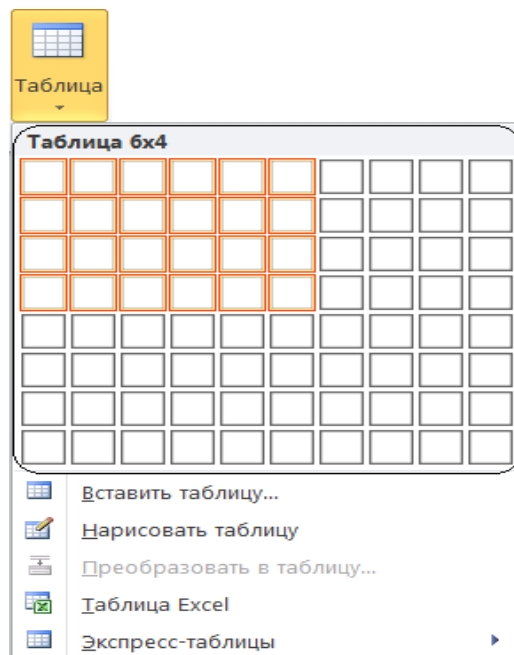 Таблица
Таблица 6x4
Вставить таблицу...
Нарисовать таблицу
Преобразовать в таблицу...
Таблица Excel
Экспресс-таблицы